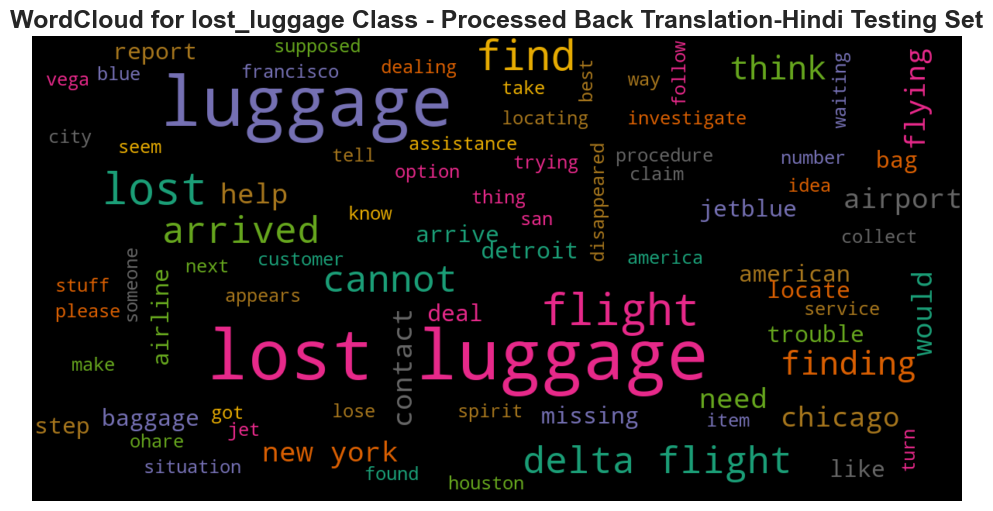 WordCloud for lost_luggage Class - Processed Back Translation-Hindi Testing Set
report
supposed
find
think
follow
flying
vega
blue
francisco
dealing
take
best
way
waiting
luggage
locating
investigate
city
seem
tell
assistance
option
trying
disappeared
procedure
claim
number
bag
lost
help
thing
idea
airport
know
san
jetblue
arrived
arrive
detroit
collect
someone
next
customer
america
stuff
please
airline
appears
cannot
american
locate
service
would
deal
flight
trouble
make
lost luggage
contact
finding
step
baggage
got
lose
spirit
missing
need
item
chicago
ohare
jet
turn
situation
new york
found
houston
delta flight
like